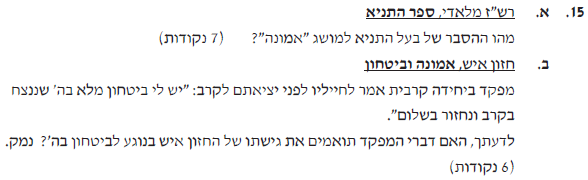 15. א. רש"ז מלאדי, ספר התניא
מהו ההסבר של בעל התניא למושג "אמונה"? (7 נקודות)
ב. חזון איש, אמונה וביטחון
מפקד ביחידה קרבית אמר לחייליו לפני יציאתם לקרב: "יש לי ביטחון מלא בה' שננצח
בקרב ונחזור בשלום".
לדעתך, האם דברי המפקד תואמים את גישתו של החזון איש בנוגע לביטחון בה'? נמק.
(6 נקודות)